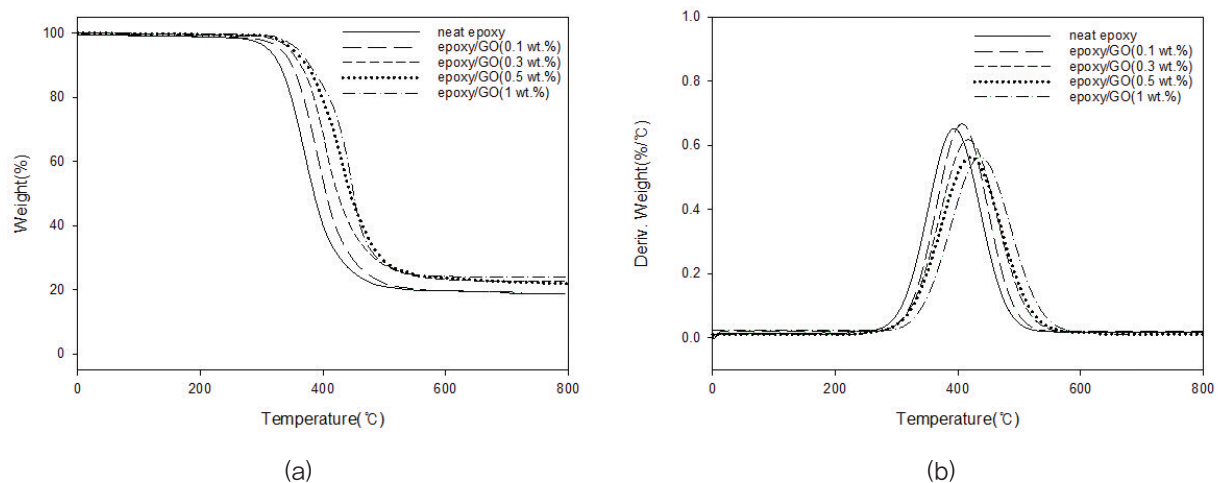 neat epoxy
epoxy/GO(0.1 wt.%)
epoxy/GO(0.3 wt.%)
epoxy/GO(0.5 wt.%)
epoxy/GO(1 wt.%)
100
80
60
40
20
0
Weight(%)
0 200 400 600 800
Temperature(℃)
(a)
neat epoxy
epoxy/GO(0.1 wt.%)
epoxy/GO(0.3 wt.%)
epoxy/GO(0.5 wt.%)
epoxy/GO(1 wt.%)
1.0
0.8
0.6
0.4
0.2
0.0
Deriv. Weight(%/℃)
0 200 400 600 800
Temperature(℃)
(b)